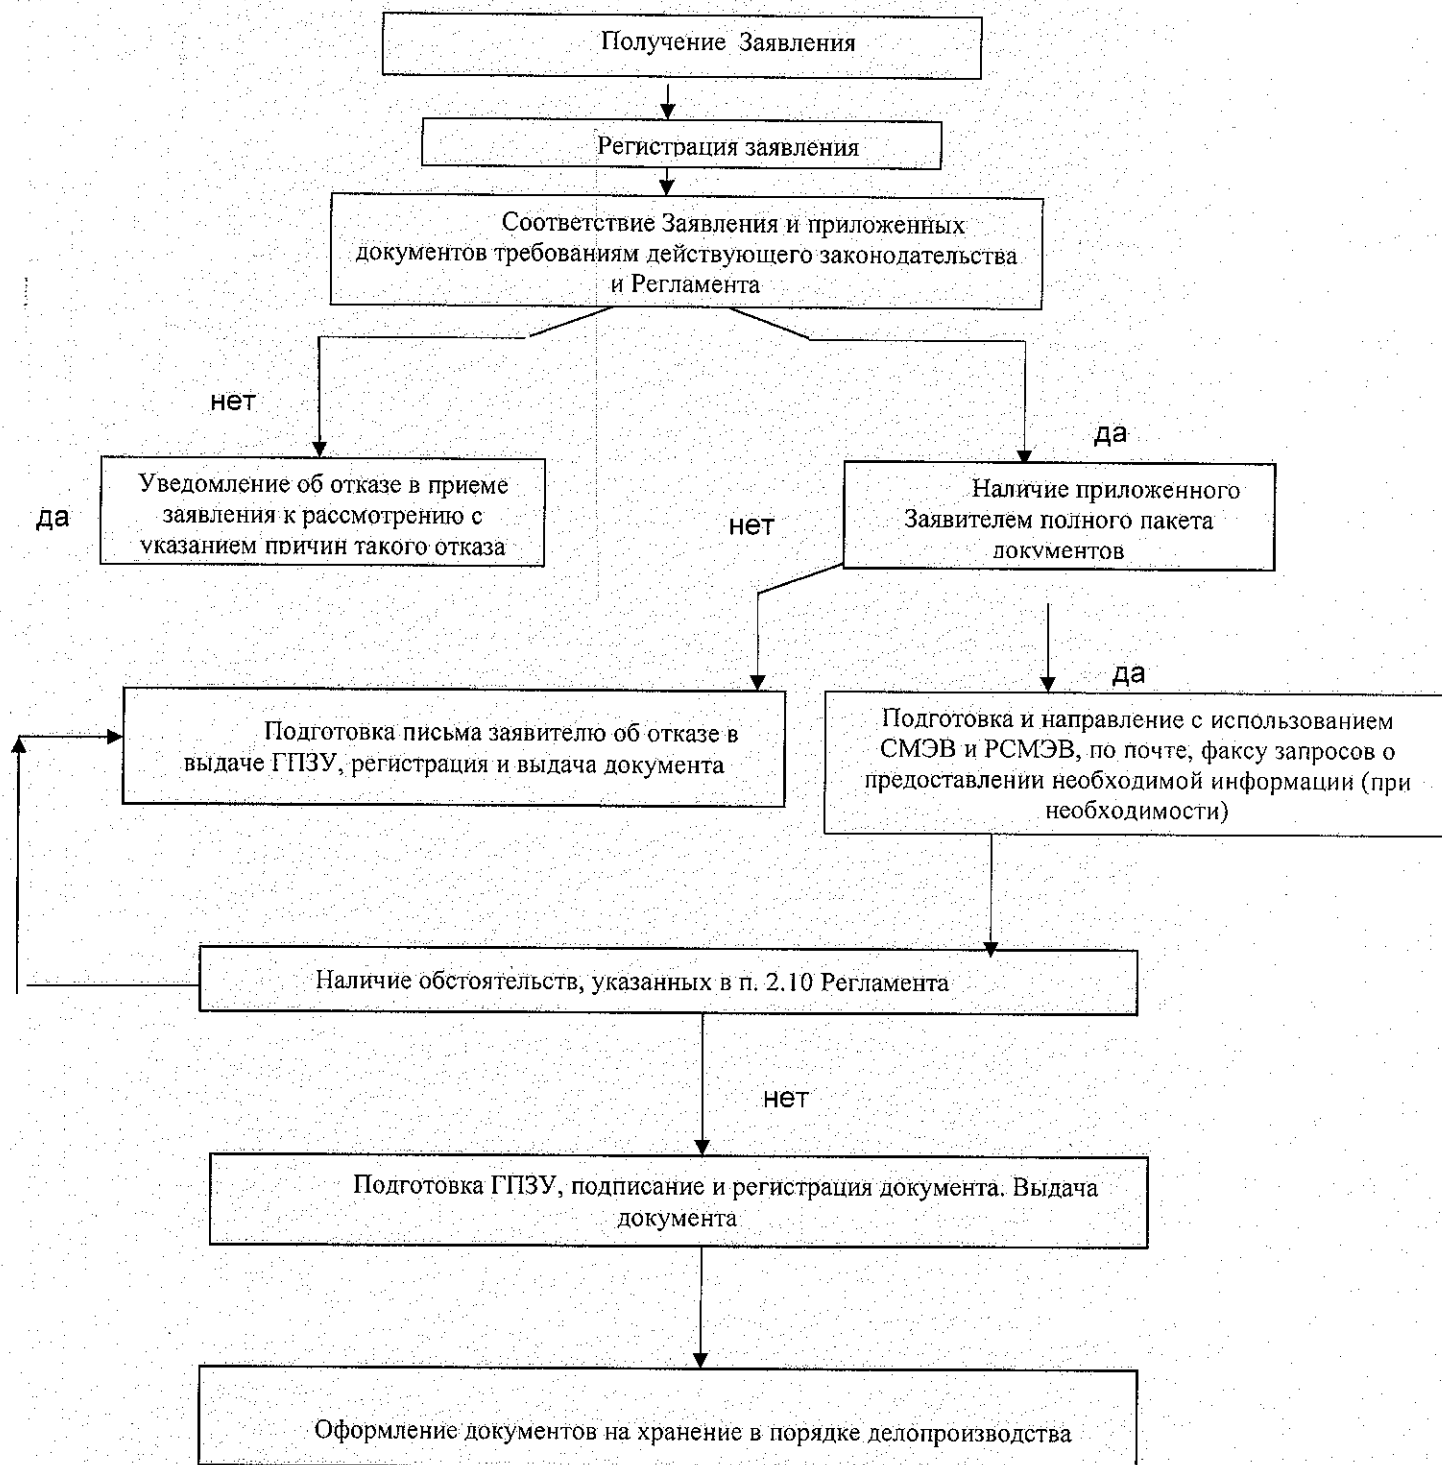 Получение Заявления
Регистрация заявления
Соответствие Заявления и приложенных
документов требованиям действующего законодательства
и Регламента
нет
да
Уведомление об отказе в приеме
заявления к рассмотрению с
указанием причин такого отказа
да
нет
Наличие приложенного
Заявителем полного пакета
документов
да
Подготовка письма заявителю об отказе в
выдаче ГПЗУ, регистрация и выдача документа
Подготовка и направление с использованием
СМЭВ и РСМЭВ, по почте, факсу запросов о
предоставлении необходимой информации (при
необходимости)
Наличие обстоятельств, указанных в п. 2.10 Регламента
нет
Подготовка ГПЗУ, подписание и регистрация документа. Выдача
документа
Оформление документов на хранение в порядке делопроизводства